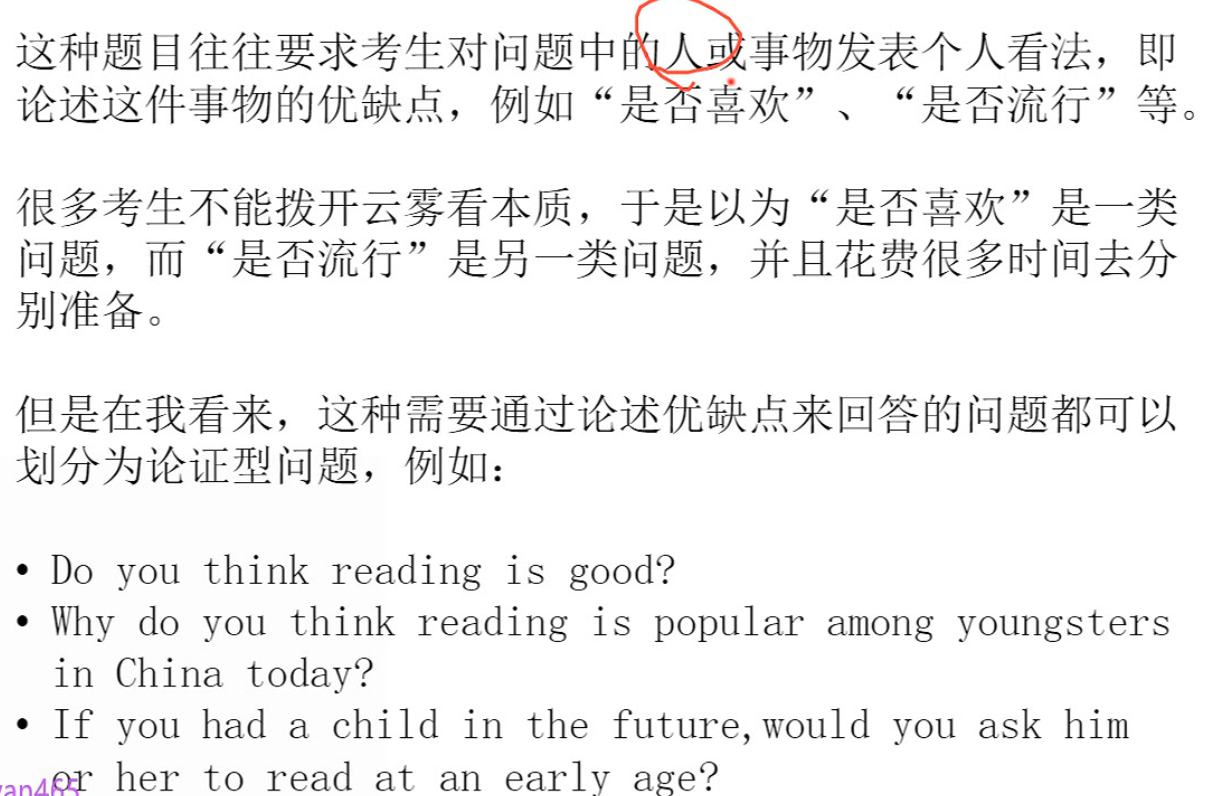 这种题目往往要求考生对问题中的人或事物发表个人看法，即
论述这件事物的优缺点，例如“是否喜欢”、“是否流行”等。
很多考生不能拨开云雾看本质，于是以为“是否喜欢”是一类
问题，而“是否流行”是另一类问题，并且花费很多时间去分
别准备。
但是在我看来，这种需要通过论述优缺点来回答的问题都可以
划分为论证型问题，例如：
• Do you think reading is good?
• Why do you think reading is popular among youngsters
in China today?
• If you had a child in the future,would you ask him
or her to read at an early age?